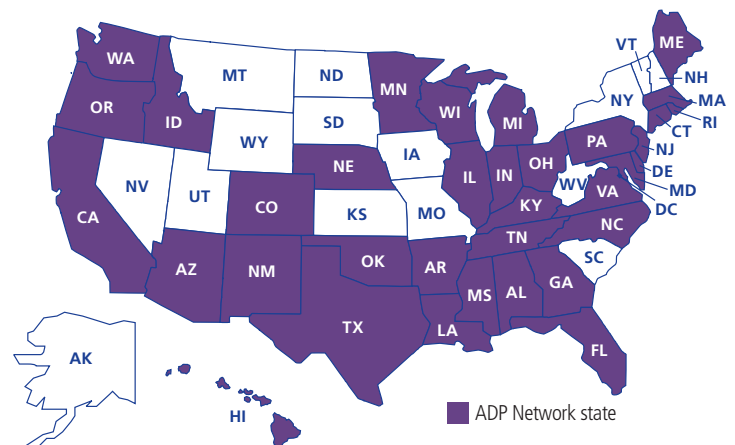 WA
MT
ND
MN
VT
ME
NH
OR
ID
WY
SD
WI
MI
NY
MA
RI
CT
NV
UT
CO
NE
IA
IL
IN
OH
PA
NJ
DE
MD
DC
CA
KS
MO
KY
WV
VA
AZ
NM
OK
AR
TN
NC
SC
TX
LA
MS
AL
GA
FL
AK
HI
ADP Network state